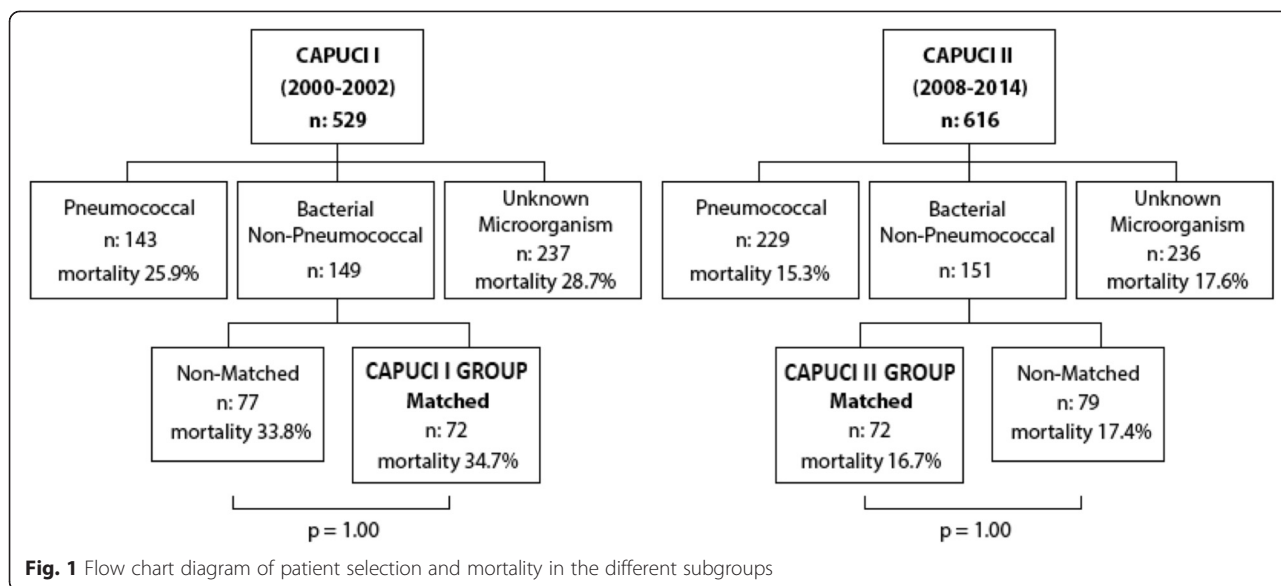 CAPUCI I
(2000-2002)
n: 529
Pneumococcal
n: 143
mortality 25.9%
Bacterial
Non-Pneumococcal
n: 149
Unknown
Microorganism
n: 237
mortality 28.7%
Non-Matched
n: 77
mortality 33.8%
CAPUCI I GROUP
Matched
n: 72
mortality 34.7%
p = 1.00
CAPUCI II
(2008-2014)
n: 616
Pneumococcal
n: 229
mortality 15.3%
Bacterial
Non-Pneumococcal
n: 151
Unknown
Microorganism
n: 236
mortality 17.6%
CAPUCI II GROUP
Matched
n: 72
mortality 16.7%
Non-Matched
n: 79
mortality 17.4%
p = 1.00
Fig. 1 Flow chart diagram of patient selection and mortality in the different subgroups